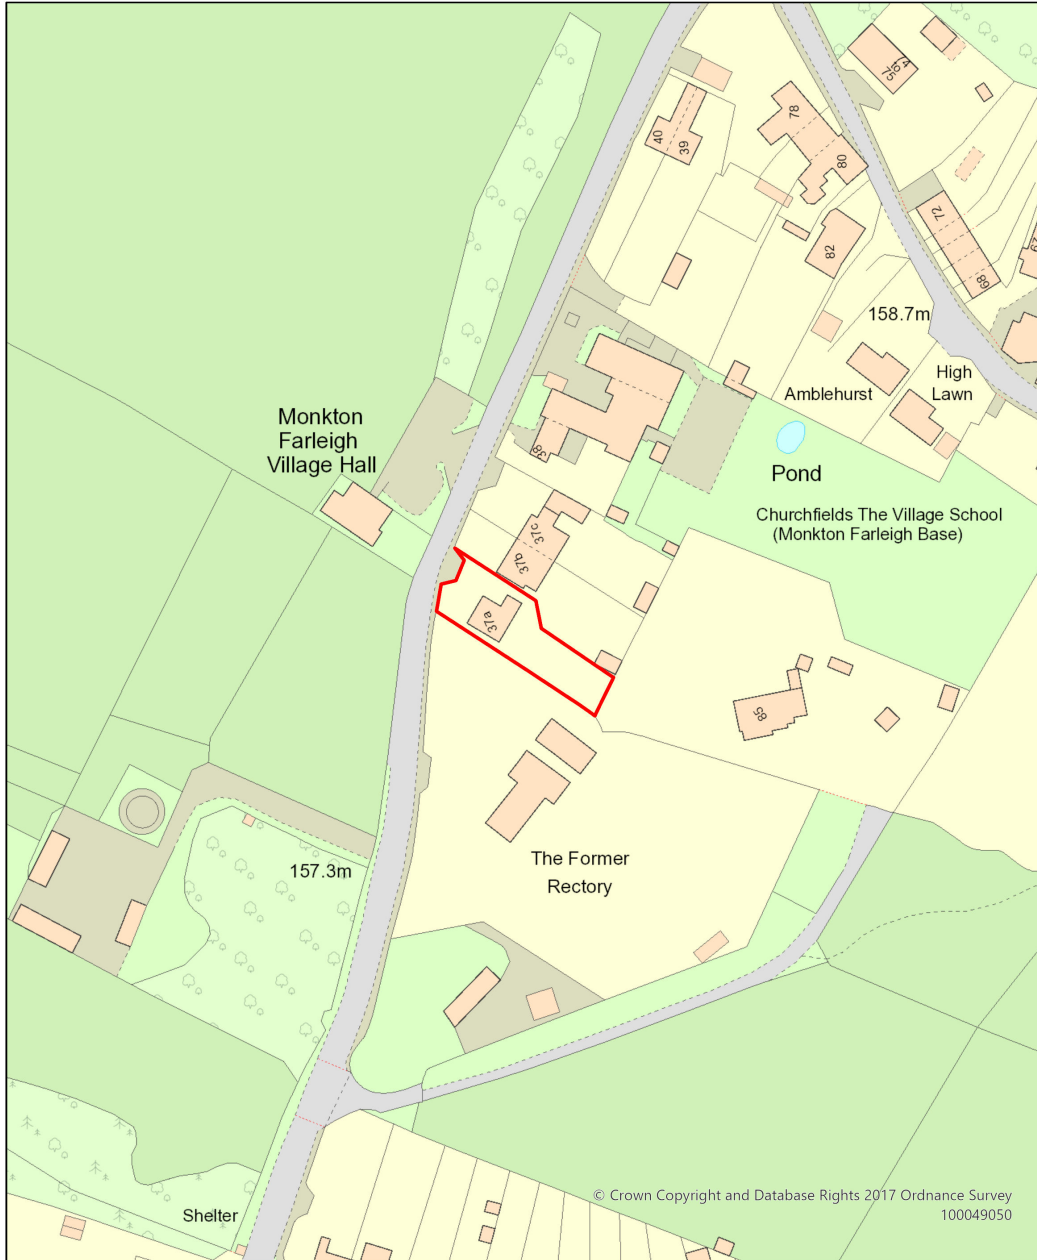 74
to
75
78
40
39
80
72
82
67
68
158.7m
High
Lawn
Amblehurst
Monkton
Farleigh
Village Hall
38
Pond
Churchfields The Village School
(Monkton Farleigh Base)
37c
37b
37a
85
The Former
Rectory
157.3m
© Crown Copyright and Database Rights 2017 Ordnance Survey
100049050
Shelter